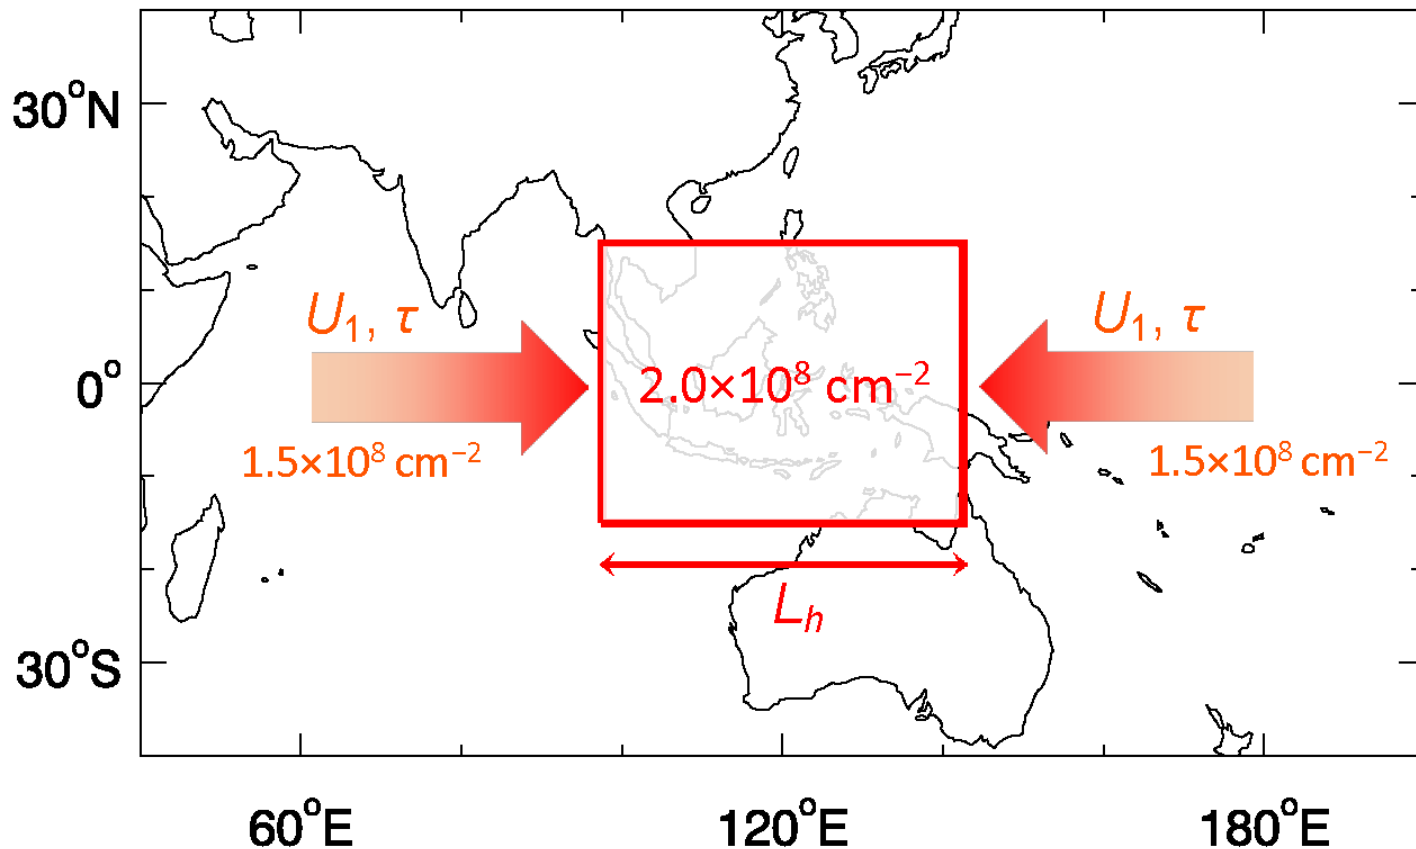 30°N
U₁, τ
U₁, τ
0°
2.0×10⁸ cm⁻²
1.5×10⁸ cm⁻²
1.5×10⁸ cm⁻²
Lₕ
30°S
60°E
120°E
180°E